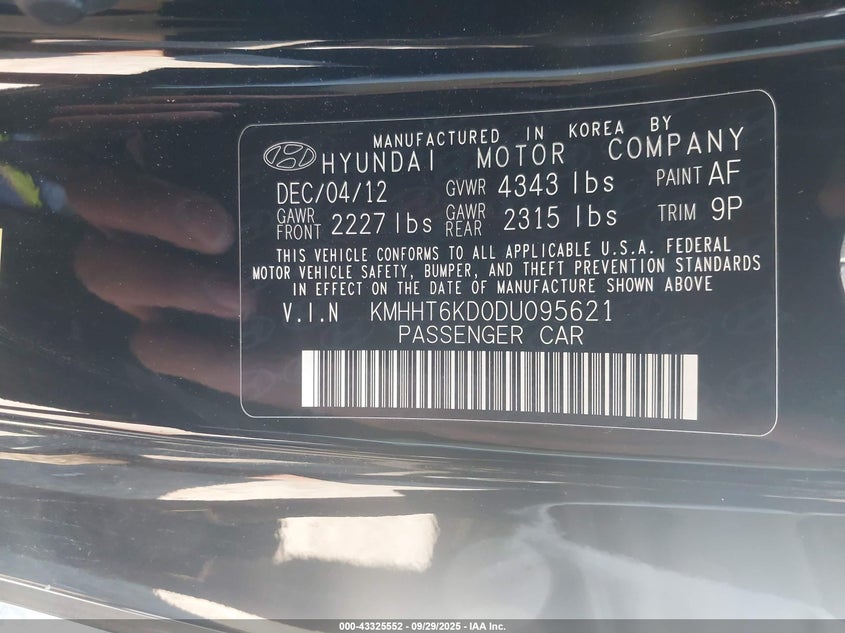 MANUFACTURED IN KOREA BY
HYUNDAI MOTOR COMPANY
DEC/04/12 GVWR 4343 lbs PAINT AF
GAWR FRONT 2227 lbs GAWR REAR 2315 lbs TRIM 9P
THIS VEHICLE CONFORMS TO ALL APPLICABLE U.S.A. FEDERAL
MOTOR VEHICLE SAFETY, BUMPER, AND THEFT PREVENTION STANDARDS
IN EFFECT ON THE DATE OF MANUFACTURE SHOWN ABOVE
V.I.N KMHHT6KD0DU095621
PASSENGER CAR
000-43325552 - 09/29/2025 - IAA Inc.